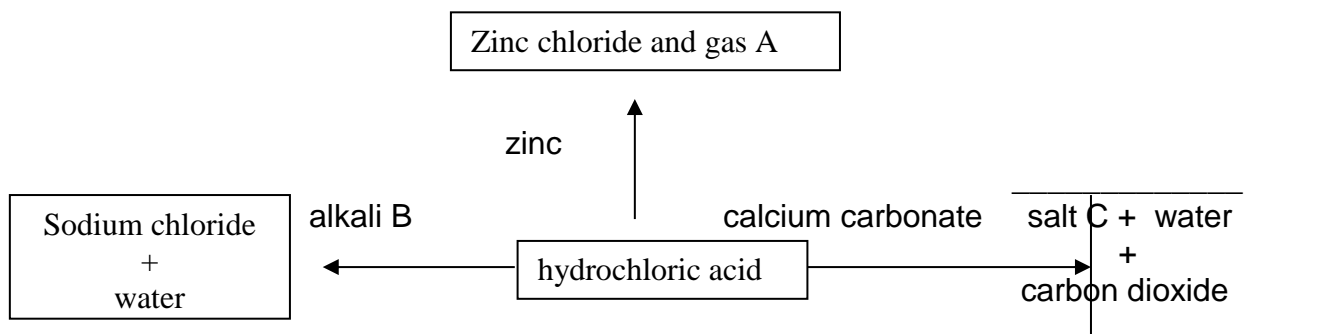 Zinc chloride and gas A
zinc
Sodium chloride
+
water
alkali B
hydrochloric acid
calcium carbonate
salt C + water
+
carbon dioxide